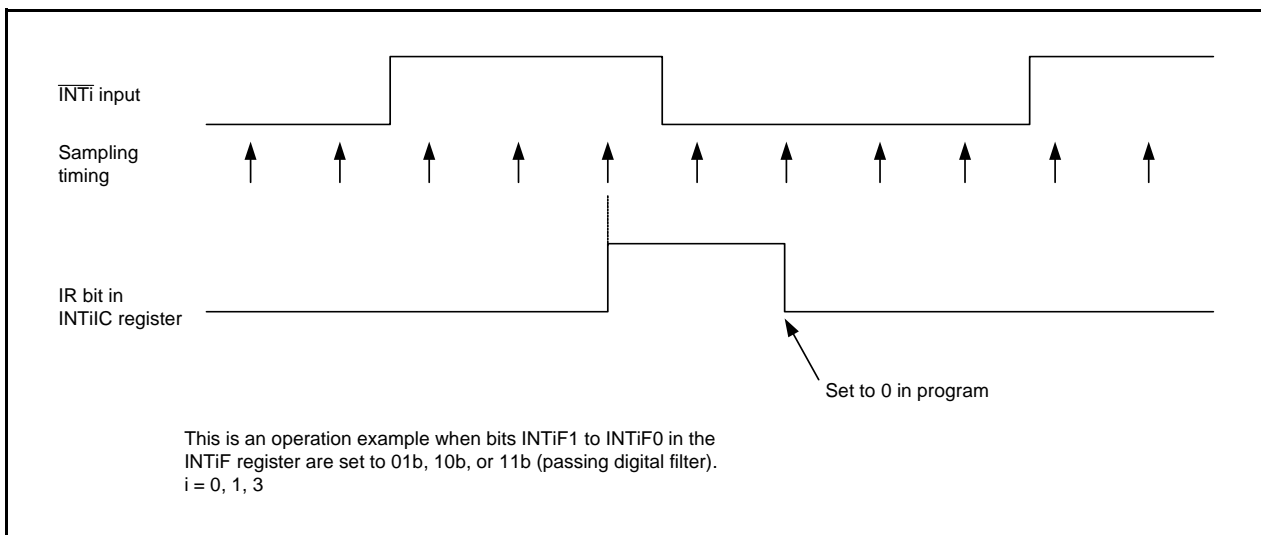 INTi input
Sampling
timing
IR bit in
INTiIC register
Set to 0 in program
This is an operation example when bits INTiF1 to INTiF0 in the
INTiF register are set to 01b, 10b, or 11b (passing digital filter).
i = 0, 1, 3